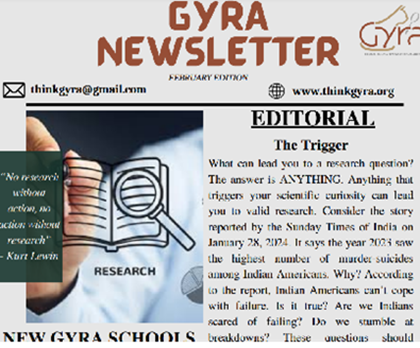 GYRA
NEWSLETTER
Gyra
FEBRUARY EDITION
thinkgyra@gmail.com
www.thinkgyra.org
"No research
without
action, no
action without
research"
- Kurt Lewin
RESEARCH
NEW GYRA SCHOOLS
EDITORIAL
The Trigger
What can lead you to a research question?
The answer is ANYTHING. Anything that
triggers your scientific curiosity can lead
you to valid research. Consider the story
reported by the Sunday Times of India on
January 28, 2024. It says the year 2023 saw
the highest number of murder-suicides
among Indian Americans. Why? According
to the report, Indian Americans can't cope
with failure. Is it true? Are we Indians
scared of failing? Do we stumble at
breakdowns? These questions should